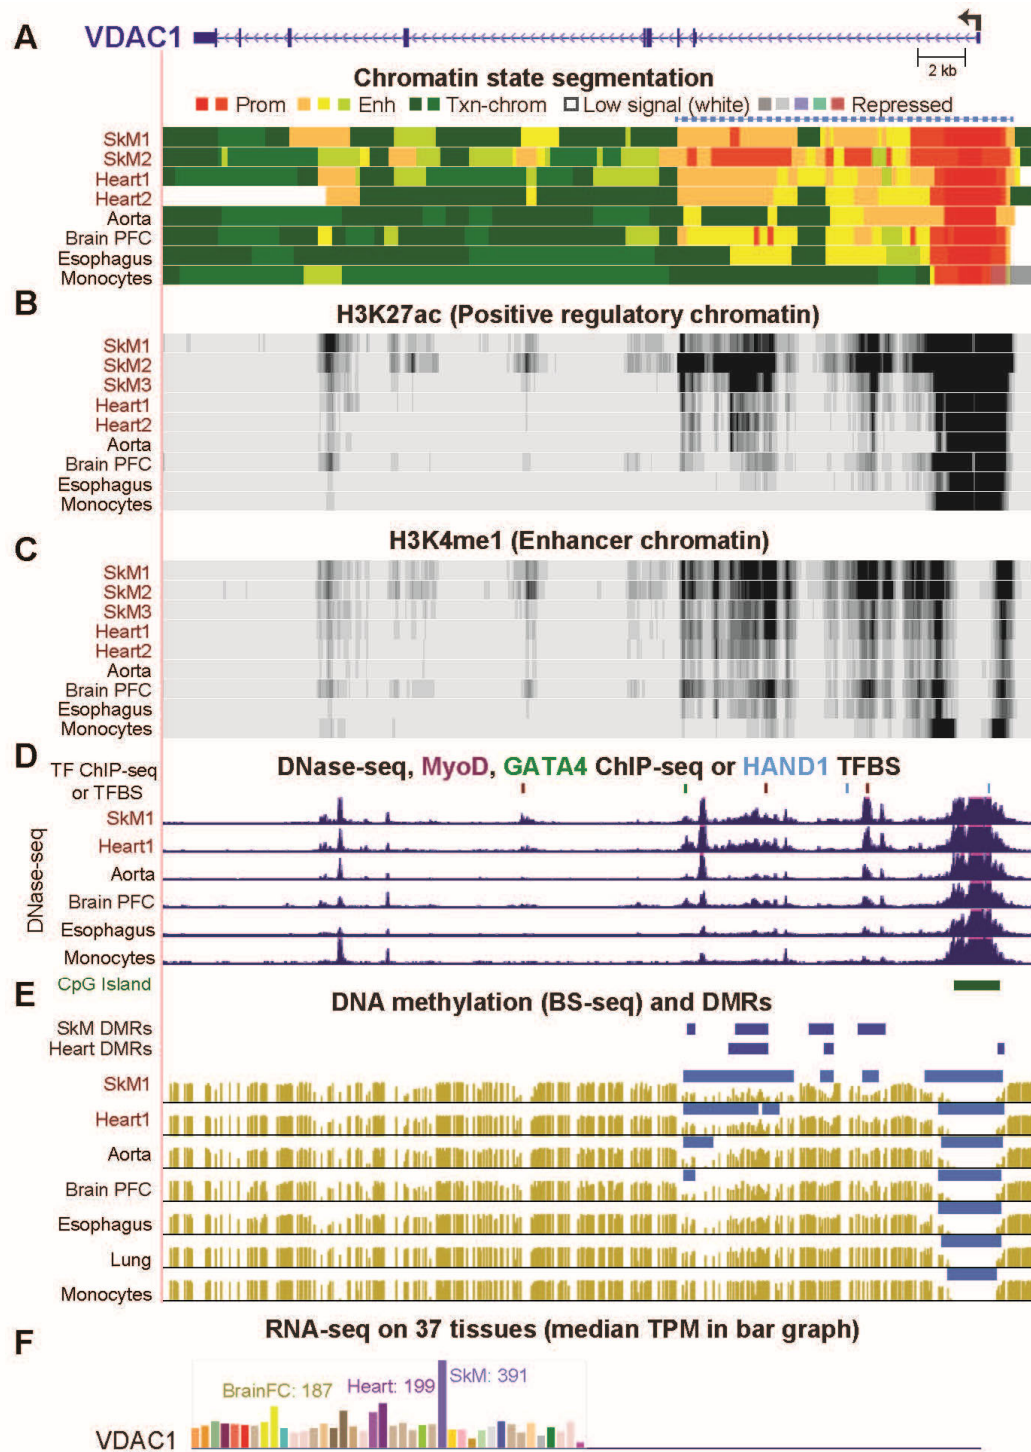 A
VDAC1
2 kb
Chromatin state segmentation
Prom Enh Txn-chrom Low signal (white) Repressed
SkM1
SkM2
Heart1
Heart2
Aorta
Brain PFC
Esophagus
Monocytes
B
H3K27ac (Positive regulatory chromatin)
SkM1
SkM2
SkM3
Heart1
Heart2
Aorta
Brain PFC
Esophagus
Monocytes
C
H3K4me1 (Enhancer chromatin)
SkM1
SkM2
SkM3
Heart1
Heart2
Aorta
Brain PFC
Esophagus
Monocytes
D
DNase-seq, MyoD, GATA4 ChIP-seq or HAND1 TFBS
TF ChIP-seq
or TFBS
DNase-seq
SkM1
Heart1
Aorta
Brain PFC
Esophagus
Monocytes
CpG Island
E
DNA methylation (BS-seq) and DMRs
SkM DMRs
Heart DMRs
SkM1
Heart1
Aorta
Brain PFC
Esophagus
Lung
Monocytes
F
RNA-seq on 37 tissues (median TPM in bar graph)
BrainFC: 187
Heart: 199
SkM: 391
VDAC1